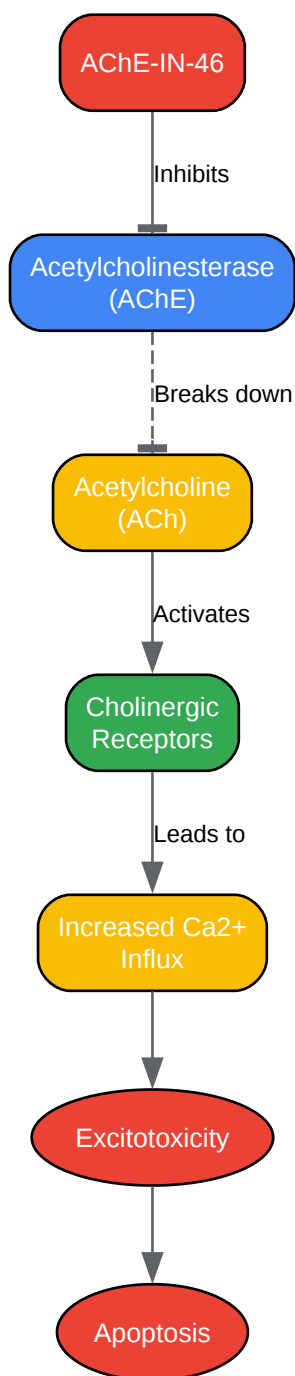 AChE-IN-46
Inhibits
Acetylcholinesterase
(AChE)
Breaks down
Acetylcholine
(ACh)
Activates
Cholinergic
Receptors
Leads to
Increased Ca2+
Influx
Excitotoxicity
Apoptosis